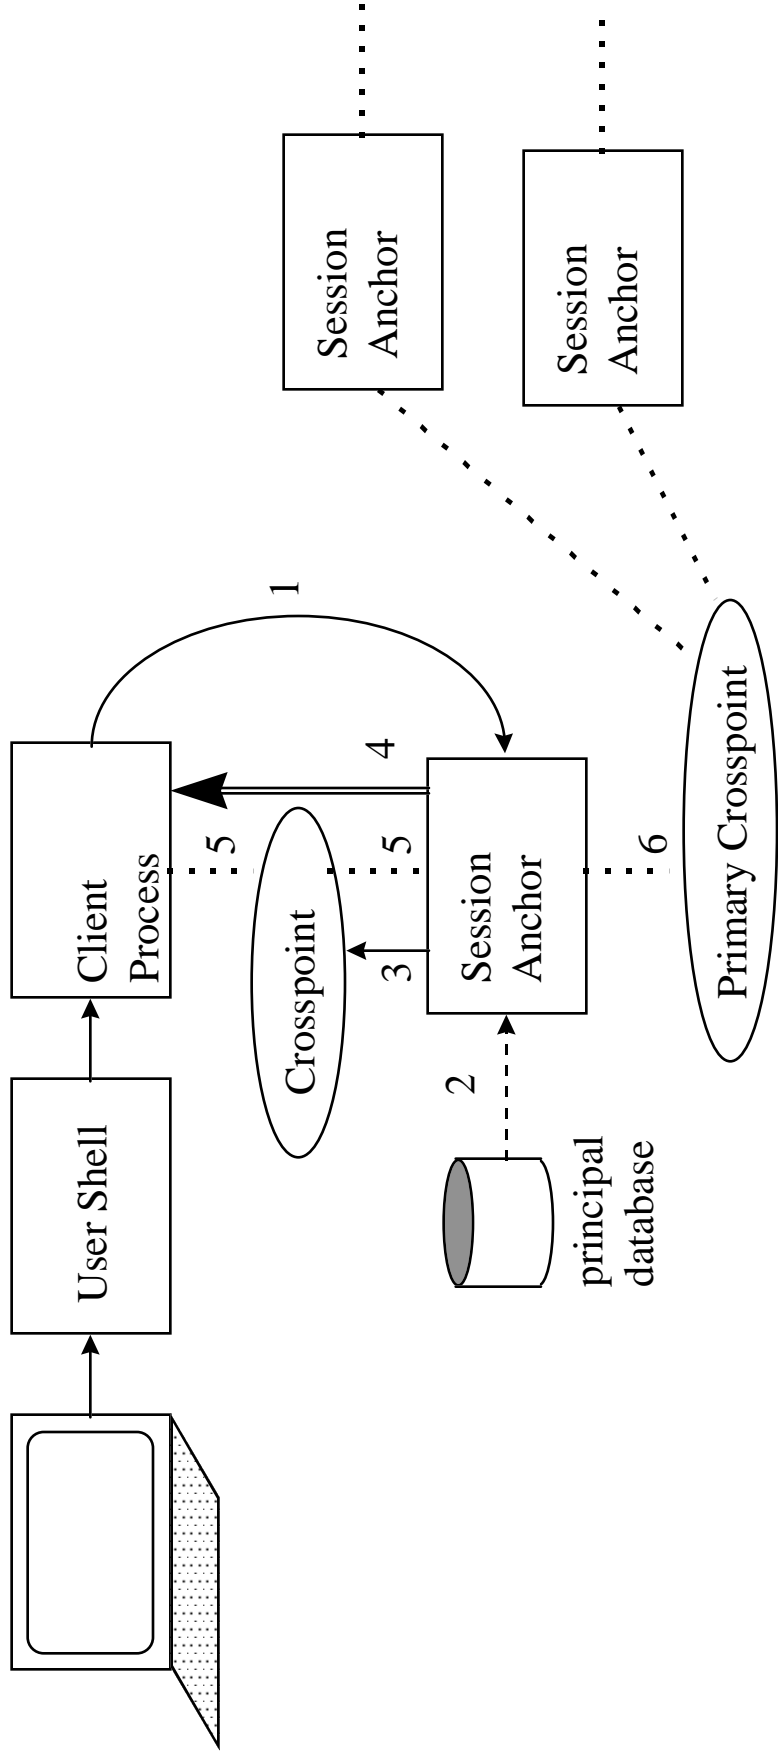 User Shell
Client
Process
1
4
5
5
Crosspoint
3
2
Session
Anchor
principal
database
6
Primary Crosspoint
Session
Anchor
Session
Anchor